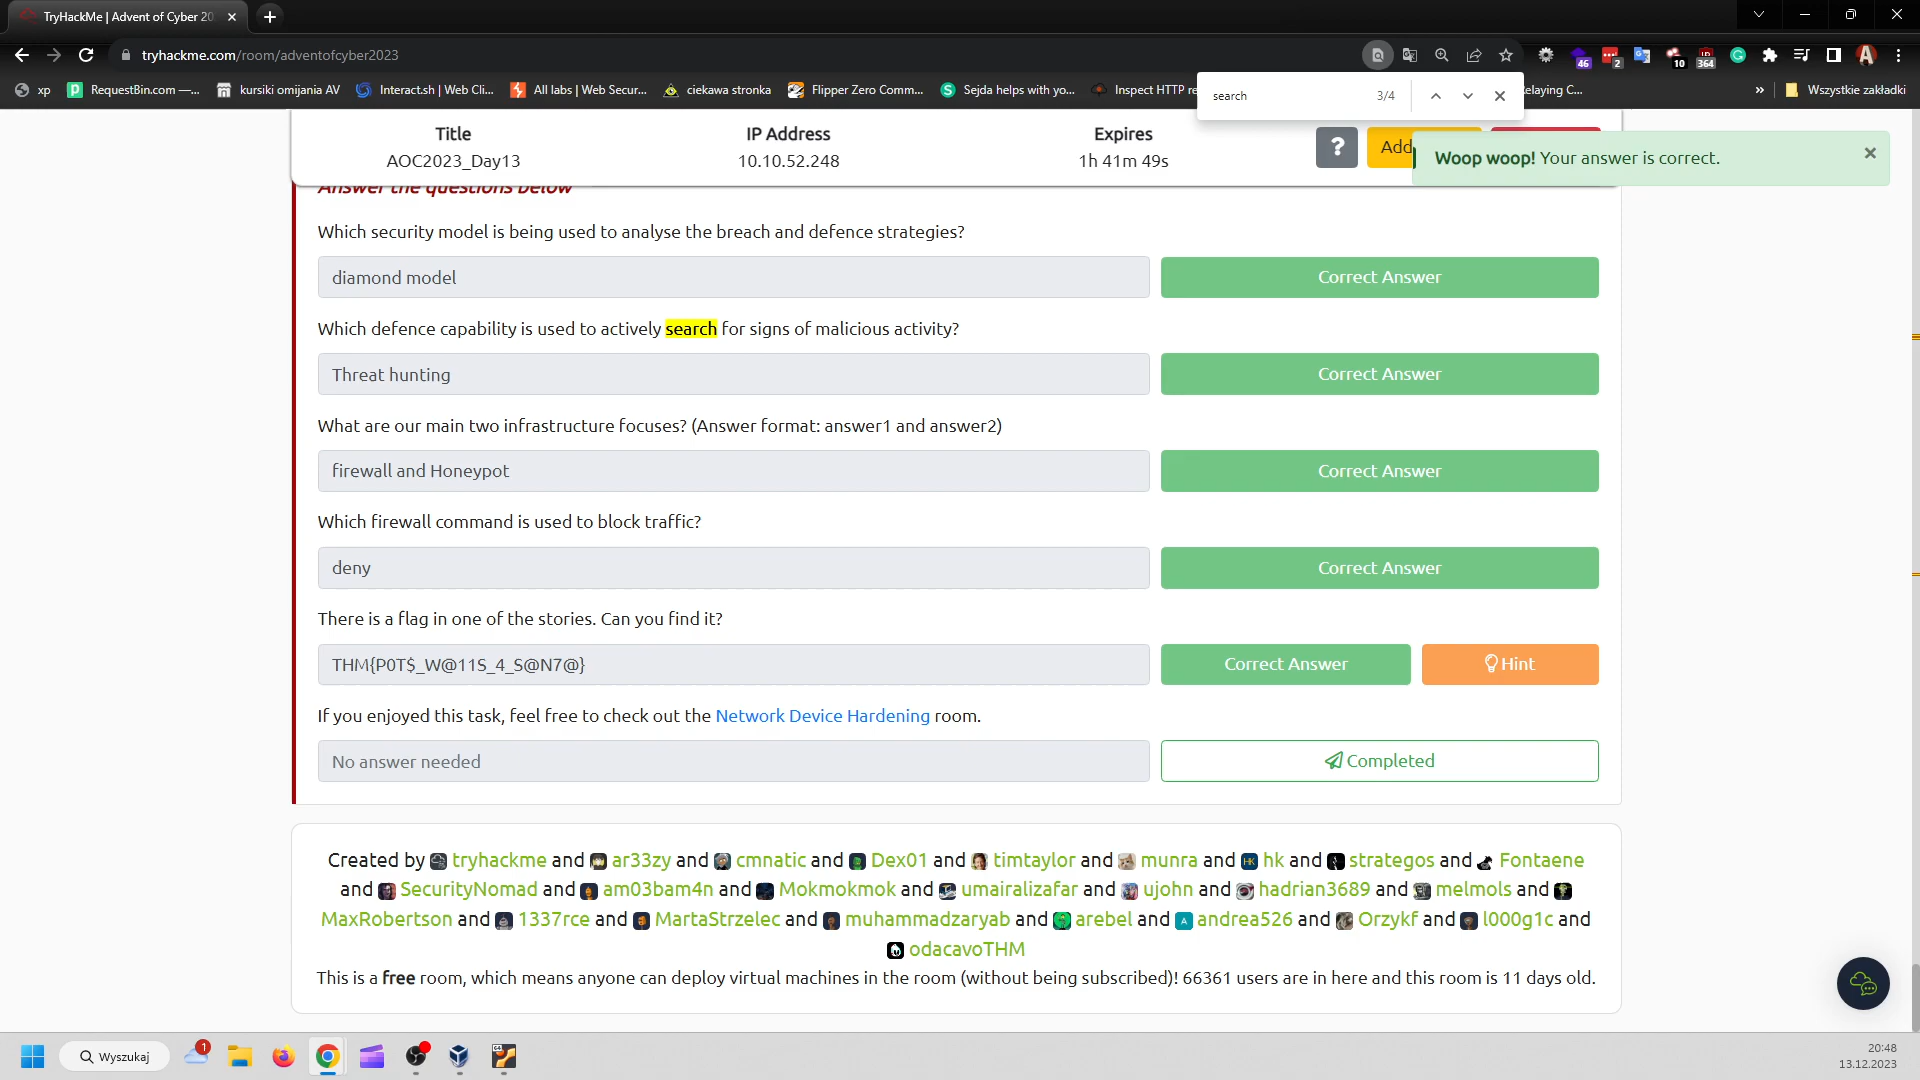 TryHackMe | Advent of Cyber 20
tryhackme.com/room/adventofcyber2023
46
2
10
364
xp
RequestBin.com —...
kursiki omijania AV
Interact.sh | Web Cli...
All labs | Web Secur...
ciekawa stronka
Flipper Zero Comm...
Sejda helps with yo...
Inspect HTTP re
elaying C...
»
Wszystkie zakładki
search
3/4
Title
AOC2023_Day13
IP Address
10.10.52.248
Expires
1h 41m 49s
?
Add
Woop woop! Your answer is correct.
Answer the questions below
Which security model is being used to analyse the breach and defence strategies?
diamond model
Correct Answer
Which defence capability is used to actively search for signs of malicious activity?
Threat hunting
Correct Answer
What are our main two infrastructure focuses? (Answer format: answer1 and answer2)
firewall and Honeypot
Correct Answer
Which firewall command is used to block traffic?
deny
Correct Answer
There is a flag in one of the stories. Can you find it?
THM{P0T$_W@11S_4_S@N7@}
Correct Answer
Hint
If you enjoyed this task, feel free to check out the Network Device Hardening room.
No answer needed
Completed
Created by tryhackme and ar33zy and cmnatic and Dex01 and timtaylor and munra and HK hk and strategos and Fontaene
and SecurityNomad and am03bam4n and Mokmokmok and umairalizafar and ujohn and hadrian3689 and melmols and
MaxRobertson and 1337rce and MartaStrzelec and muhammadzaryab and arebel and A andrea526 and Orzykf and l000g1c and
odacavoTHM
This is a free room, which means anyone can deploy virtual machines in the room (without being subscribed)! 66361 users are in here and this room is 11 days old.
Wyszukaj
1
64
20:48
13.12.2023